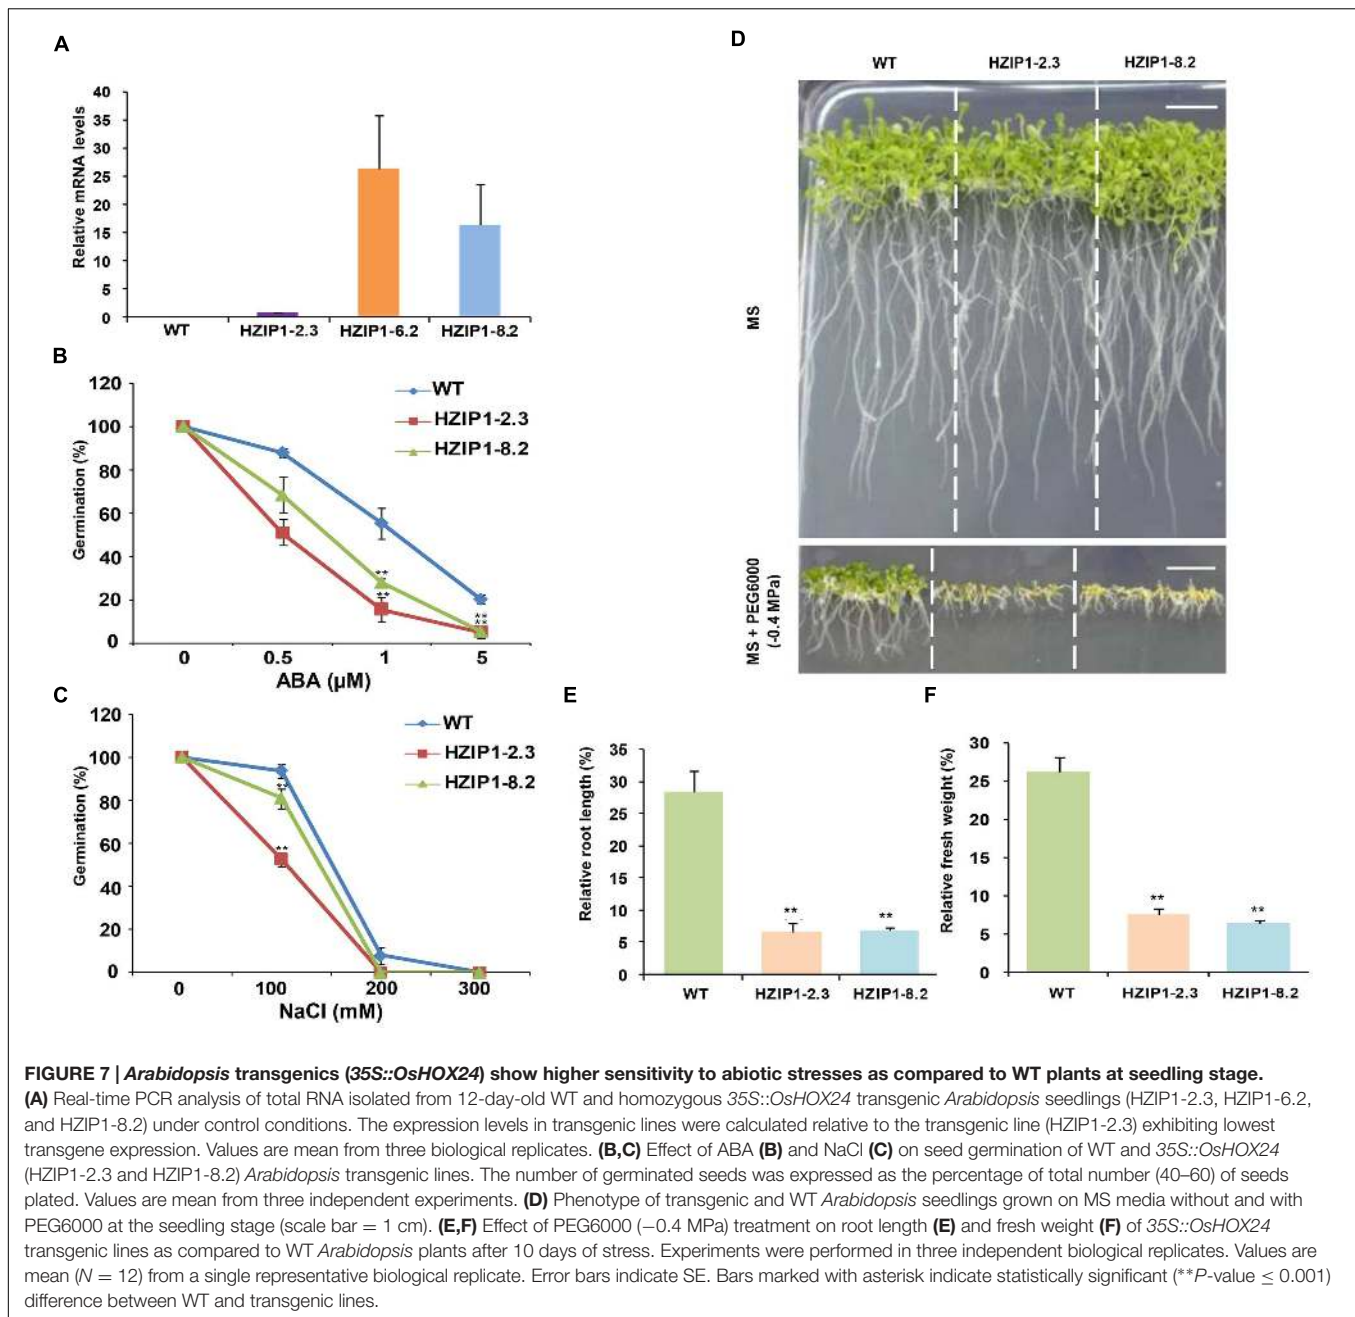 A
Relative mRNA levels
40
35
30
25
20
15
10
5
0
WT HZIP1-2.3 HZIP1-6.2 HZIP1-8.2
B
Germination (%)
120
100
80
60
40
20
0
WT
HZIP1-2.3
HZIP1-8.2
**
**
**
**
0 0.5 1 5
ABA (µM)
C
Germination (%)
120
100
80
60
40
20
0
WT
HZIP1-2.3
HZIP1-8.2
**
**
0 100 200 300
NaCl (mM)
D
WT HZIP1-2.3 HZIP1-8.2
MS
MS + PEG6000
(-0.4 MPa)
E
Relative root length (%)
35
30
25
20
15
10
5
0
** **
WT HZIP1-2.3 HZIP1-8.2
F
Relative fresh weight (%)
30
25
20
15
10
5
0
** **
WT HZIP1-2.3 HZIP1-8.2
FIGURE 7 | Arabidopsis transgenics (35S::OsHOX24) show higher sensitivity to abiotic stresses as compared to WT plants at seedling stage.
(A) Real-time PCR analysis of total RNA isolated from 12-day-old WT and homozygous 35S::OsHOX24 transgenic Arabidopsis seedlings (HZIP1-2.3, HZIP1-6.2,
and HZIP1-8.2) under control conditions. The expression levels in transgenic lines were calculated relative to the transgenic line (HZIP1-2.3) exhibiting lowest
transgene expression. Values are mean from three biological replicates. (B,C) Effect of ABA (B) and NaCl (C) on seed germination of WT and 35S::OsHOX24
(HZIP1-2.3 and HZIP1-8.2) Arabidopsis transgenic lines. The number of germinated seeds was expressed as the percentage of total number (40–60) of seeds
plated. Values are mean from three independent experiments. (D) Phenotype of transgenic and WT Arabidopsis seedlings grown on MS media without and with
PEG6000 at the seedling stage (scale bar = 1 cm). (E,F) Effect of PEG6000 (−0.4 MPa) treatment on root length (E) and fresh weight (F) of 35S::OsHOX24
transgenic lines as compared to WT Arabidopsis plants after 10 days of stress. Experiments were performed in three independent biological replicates. Values are
mean (N = 12) from a single representative biological replicate. Error bars indicate SE. Bars marked with asterisk indicate statistically significant (**P-value ≤ 0.001)
difference between WT and transgenic lines.